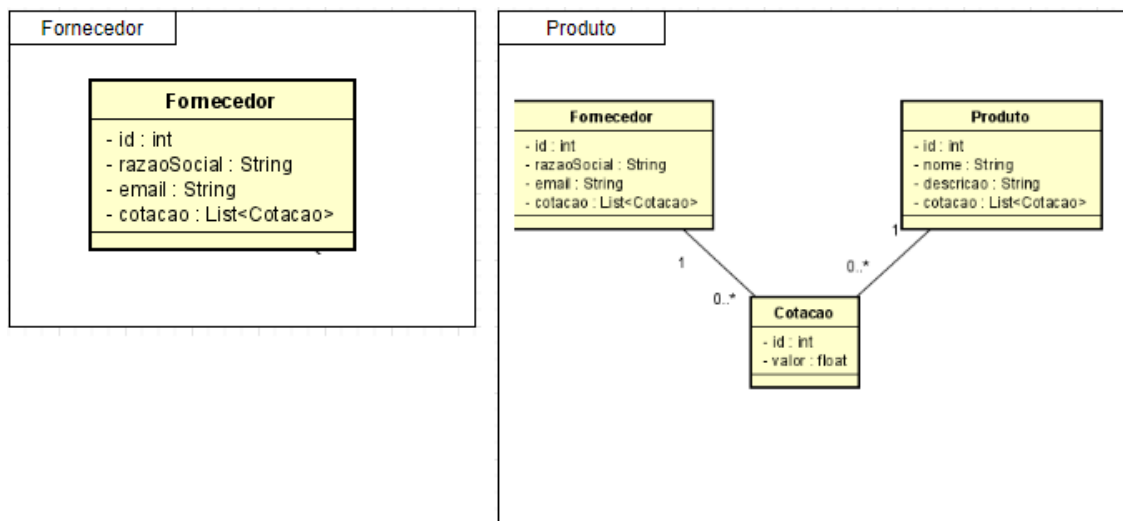 Fornecedor
Fornecedor
- id : int
- razaoSocial : String
- email : String
- cotacao : List<Cotacao>
Produto
Fornecedor
- id : int
- razaoSocial : String
- email : String
- cotacao : List<Cotacao>
Produto
- id : int
- nome : String
- descricao : String
- cotacao : List<Cotacao>
1
0..*
1
0..*
Cotacao
- id : int
- valor : float